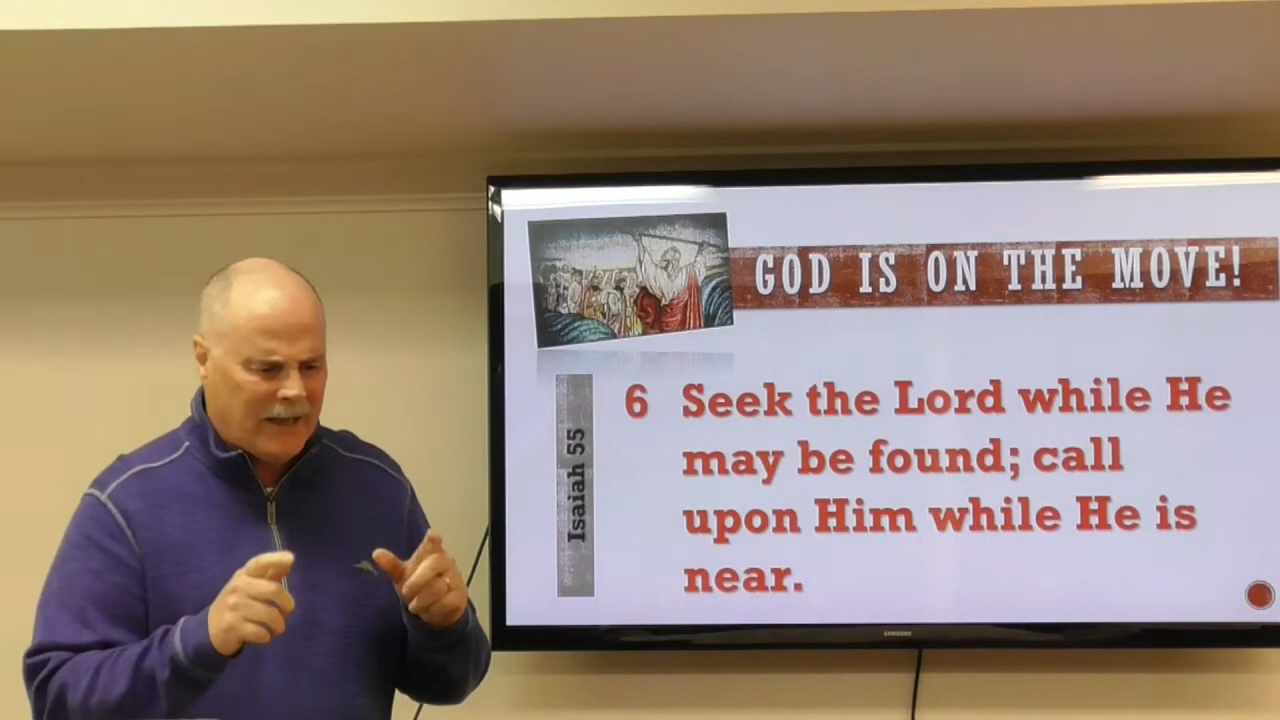 GOD IS ON THE MOVE!
Isaiah 55
6 Seek the Lord while He
may be found; call
upon Him while He is
near.
SAMSUNG